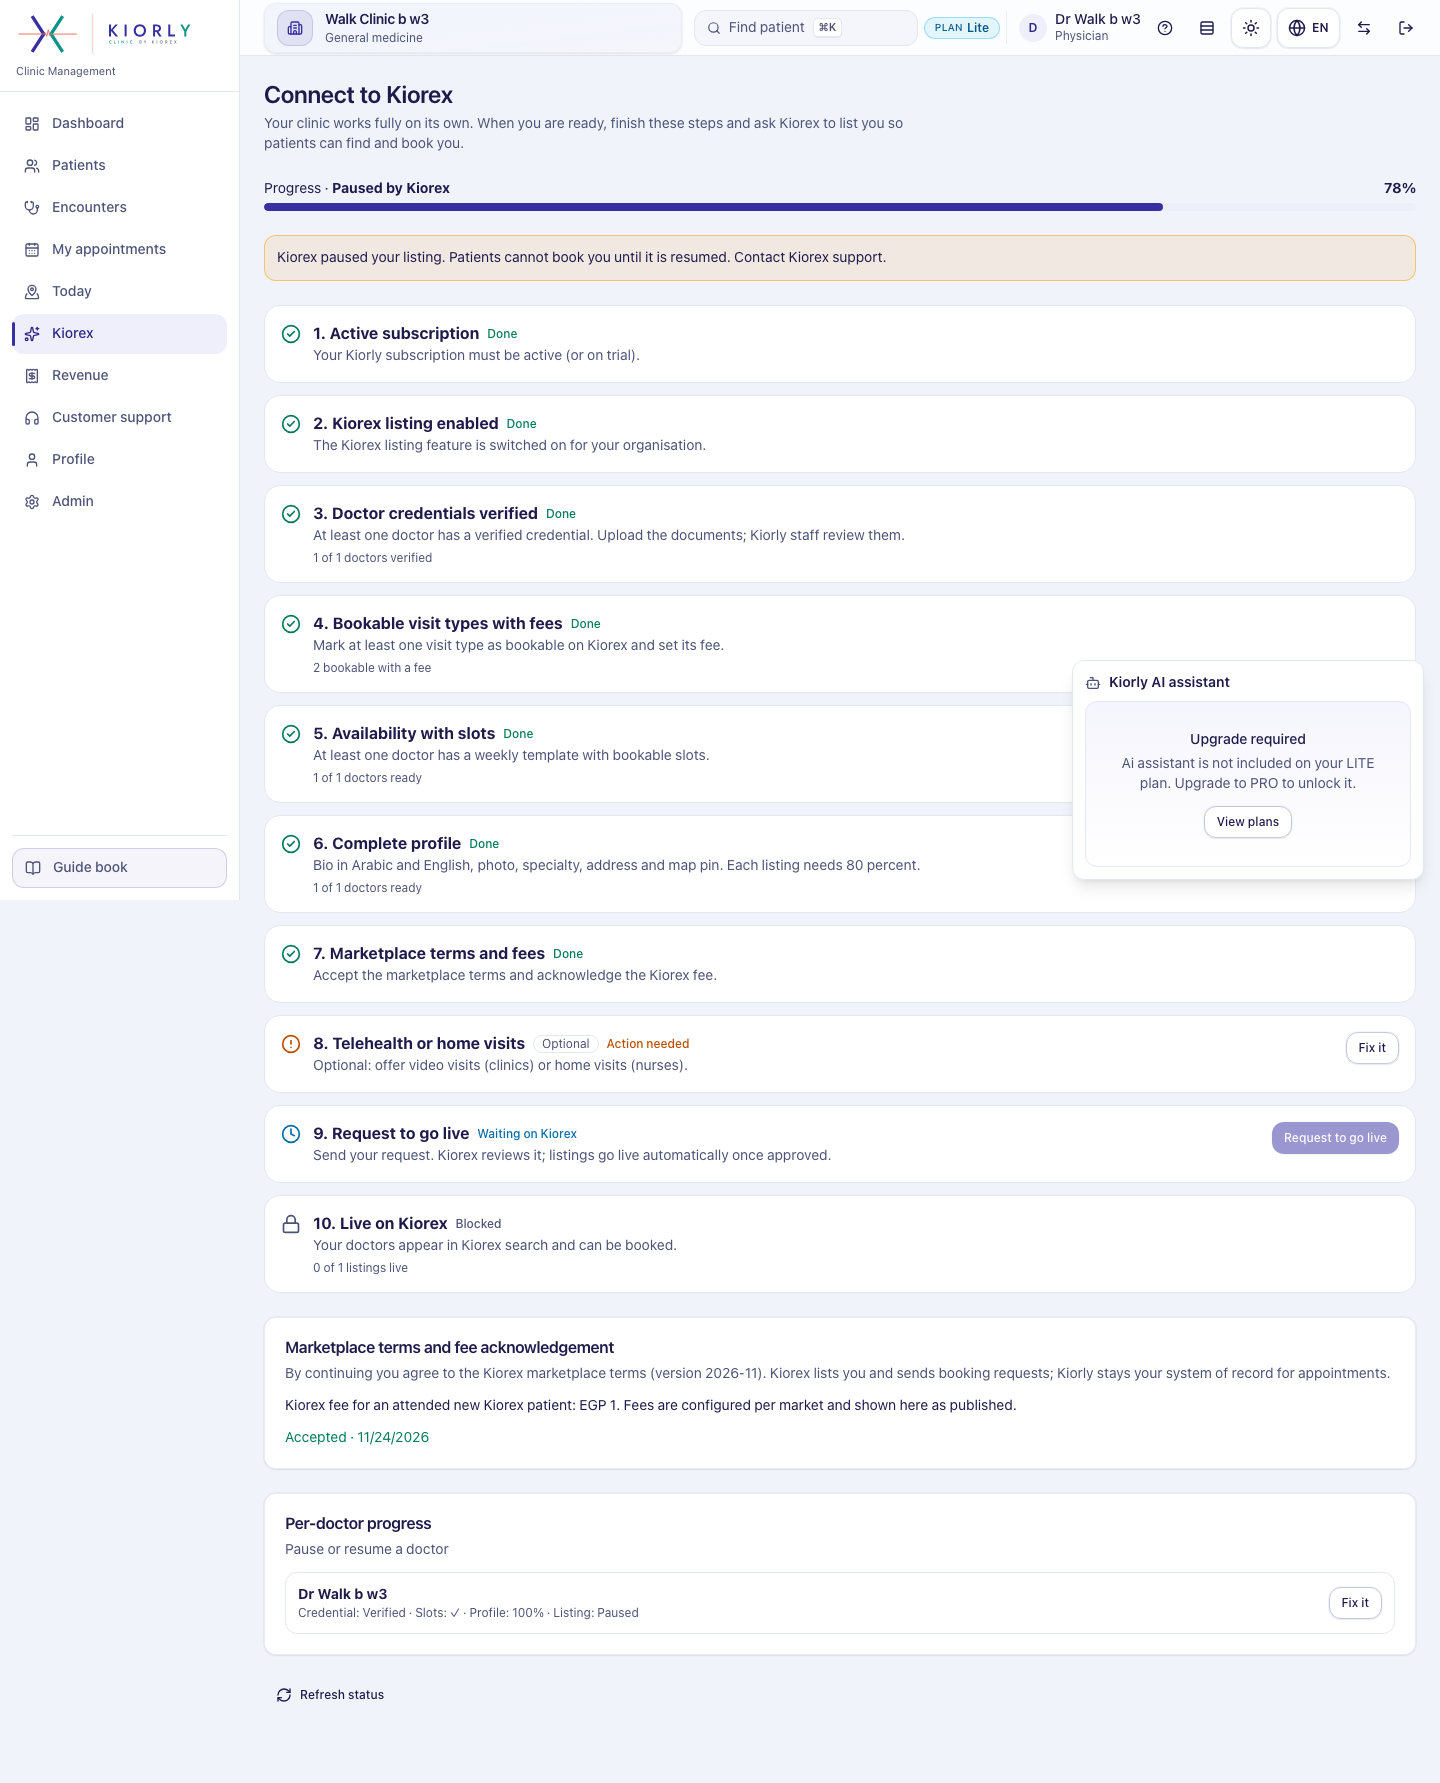 KIORLY
CLINIC BY KIOREX
Clinic Management
Dashboard
Patients
Encounters
My appointments
Today
Kiorex
Revenue
Customer support
Profile
Admin
Guide book
Walk Clinic b w3
General medicine
Find patient ⌘K
PLAN Lite
D
Dr Walk b w3
Physician
EN
Connect to Kiorex
Your clinic works fully on its own. When you are ready, finish these steps and ask Kiorex to list you so
patients can find and book you.
Progress · Paused by Kiorex
78%
Kiorex paused your listing. Patients cannot book you until it is resumed. Contact Kiorex support.
1. Active subscription Done
Your Kiorly subscription must be active (or on trial).
2. Kiorex listing enabled Done
The Kiorex listing feature is switched on for your organisation.
3. Doctor credentials verified Done
At least one doctor has a verified credential. Upload the documents; Kiorly staff review them.
1 of 1 doctors verified
4. Bookable visit types with fees Done
Mark at least one visit type as bookable on Kiorex and set its fee.
2 bookable with a fee
5. Availability with slots Done
At least one doctor has a weekly template with bookable slots.
1 of 1 doctors ready
6. Complete profile Done
Bio in Arabic and English, photo, specialty, address and map pin. Each listing needs 80 percent.
1 of 1 doctors ready
Kiorly AI assistant
Upgrade required
Ai assistant is not included on your LITE
plan. Upgrade to PRO to unlock it.
View plans
7. Marketplace terms and fees Done
Accept the marketplace terms and acknowledge the Kiorex fee.
8. Telehealth or home visits Optional Action needed
Optional: offer video visits (clinics) or home visits (nurses).
Fix it
9. Request to go live Waiting on Kiorex
Send your request. Kiorex reviews it; listings go live automatically once approved.
Request to go live
10. Live on Kiorex Blocked
Your doctors appear in Kiorex search and can be booked.
0 of 1 listings live
Marketplace terms and fee acknowledgement
By continuing you agree to the Kiorex marketplace terms (version 2026-11). Kiorex lists you and sends booking requests; Kiorly stays your system of record for appointments.
Kiorex fee for an attended new Kiorex patient: EGP 1. Fees are configured per market and shown here as published.
Accepted · 11/24/2026
Per-doctor progress
Pause or resume a doctor
Dr Walk b w3
Credential: Verified · Slots: ✓ · Profile: 100% · Listing: Paused
Fix it
Refresh status